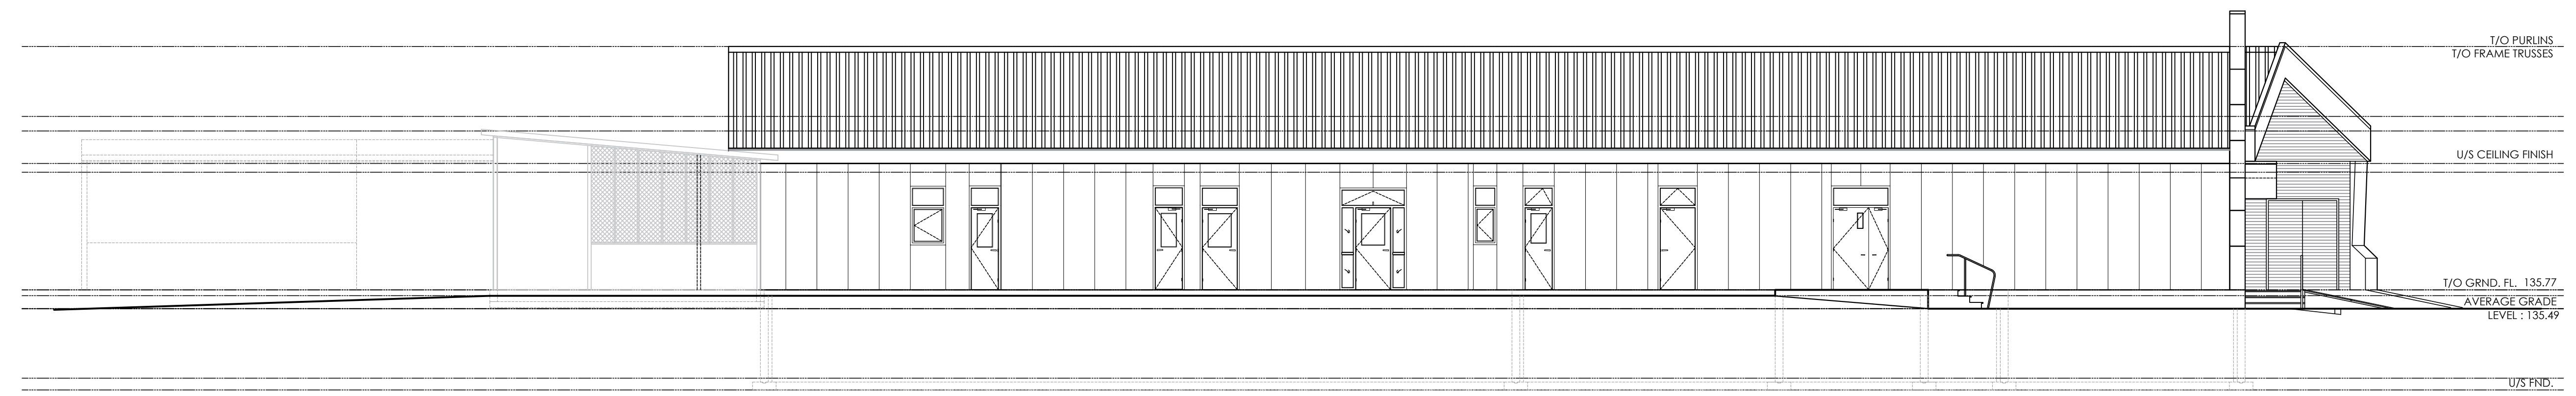 T/O PURLINS
T/O FRAME TRUSSES
U/S CEILING FINISH
T/O GRND. FL. 135.77
AVERAGE GRADE
LEVEL : 135.49
U/S FND.